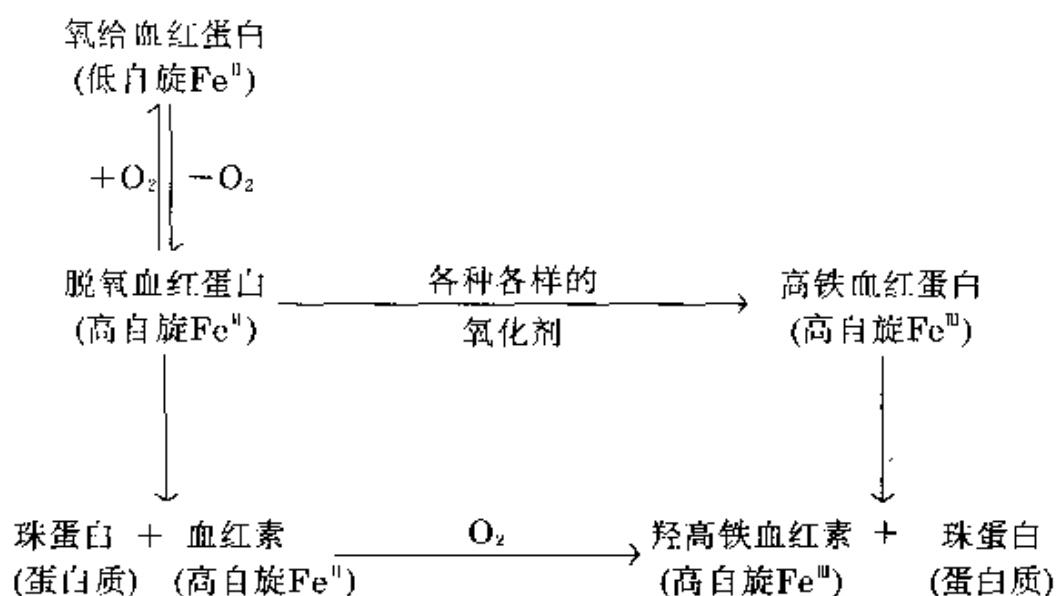 氧给血红蛋白
(低自旋Feᴵᴵ)
+O₂ −O₂
脱氧血红蛋白 各种各样的 高铁血红蛋白
(高自旋Feᴵᴵ) 氧化剂 (高自旋Feᴵᴵᴵ)
珠蛋白 + 血红素 O₂ 羟高铁血红素 + 珠蛋白
(蛋白质) (高自旋Feᴵᴵ) (高自旋Feᴵᴵᴵ) (蛋白质)